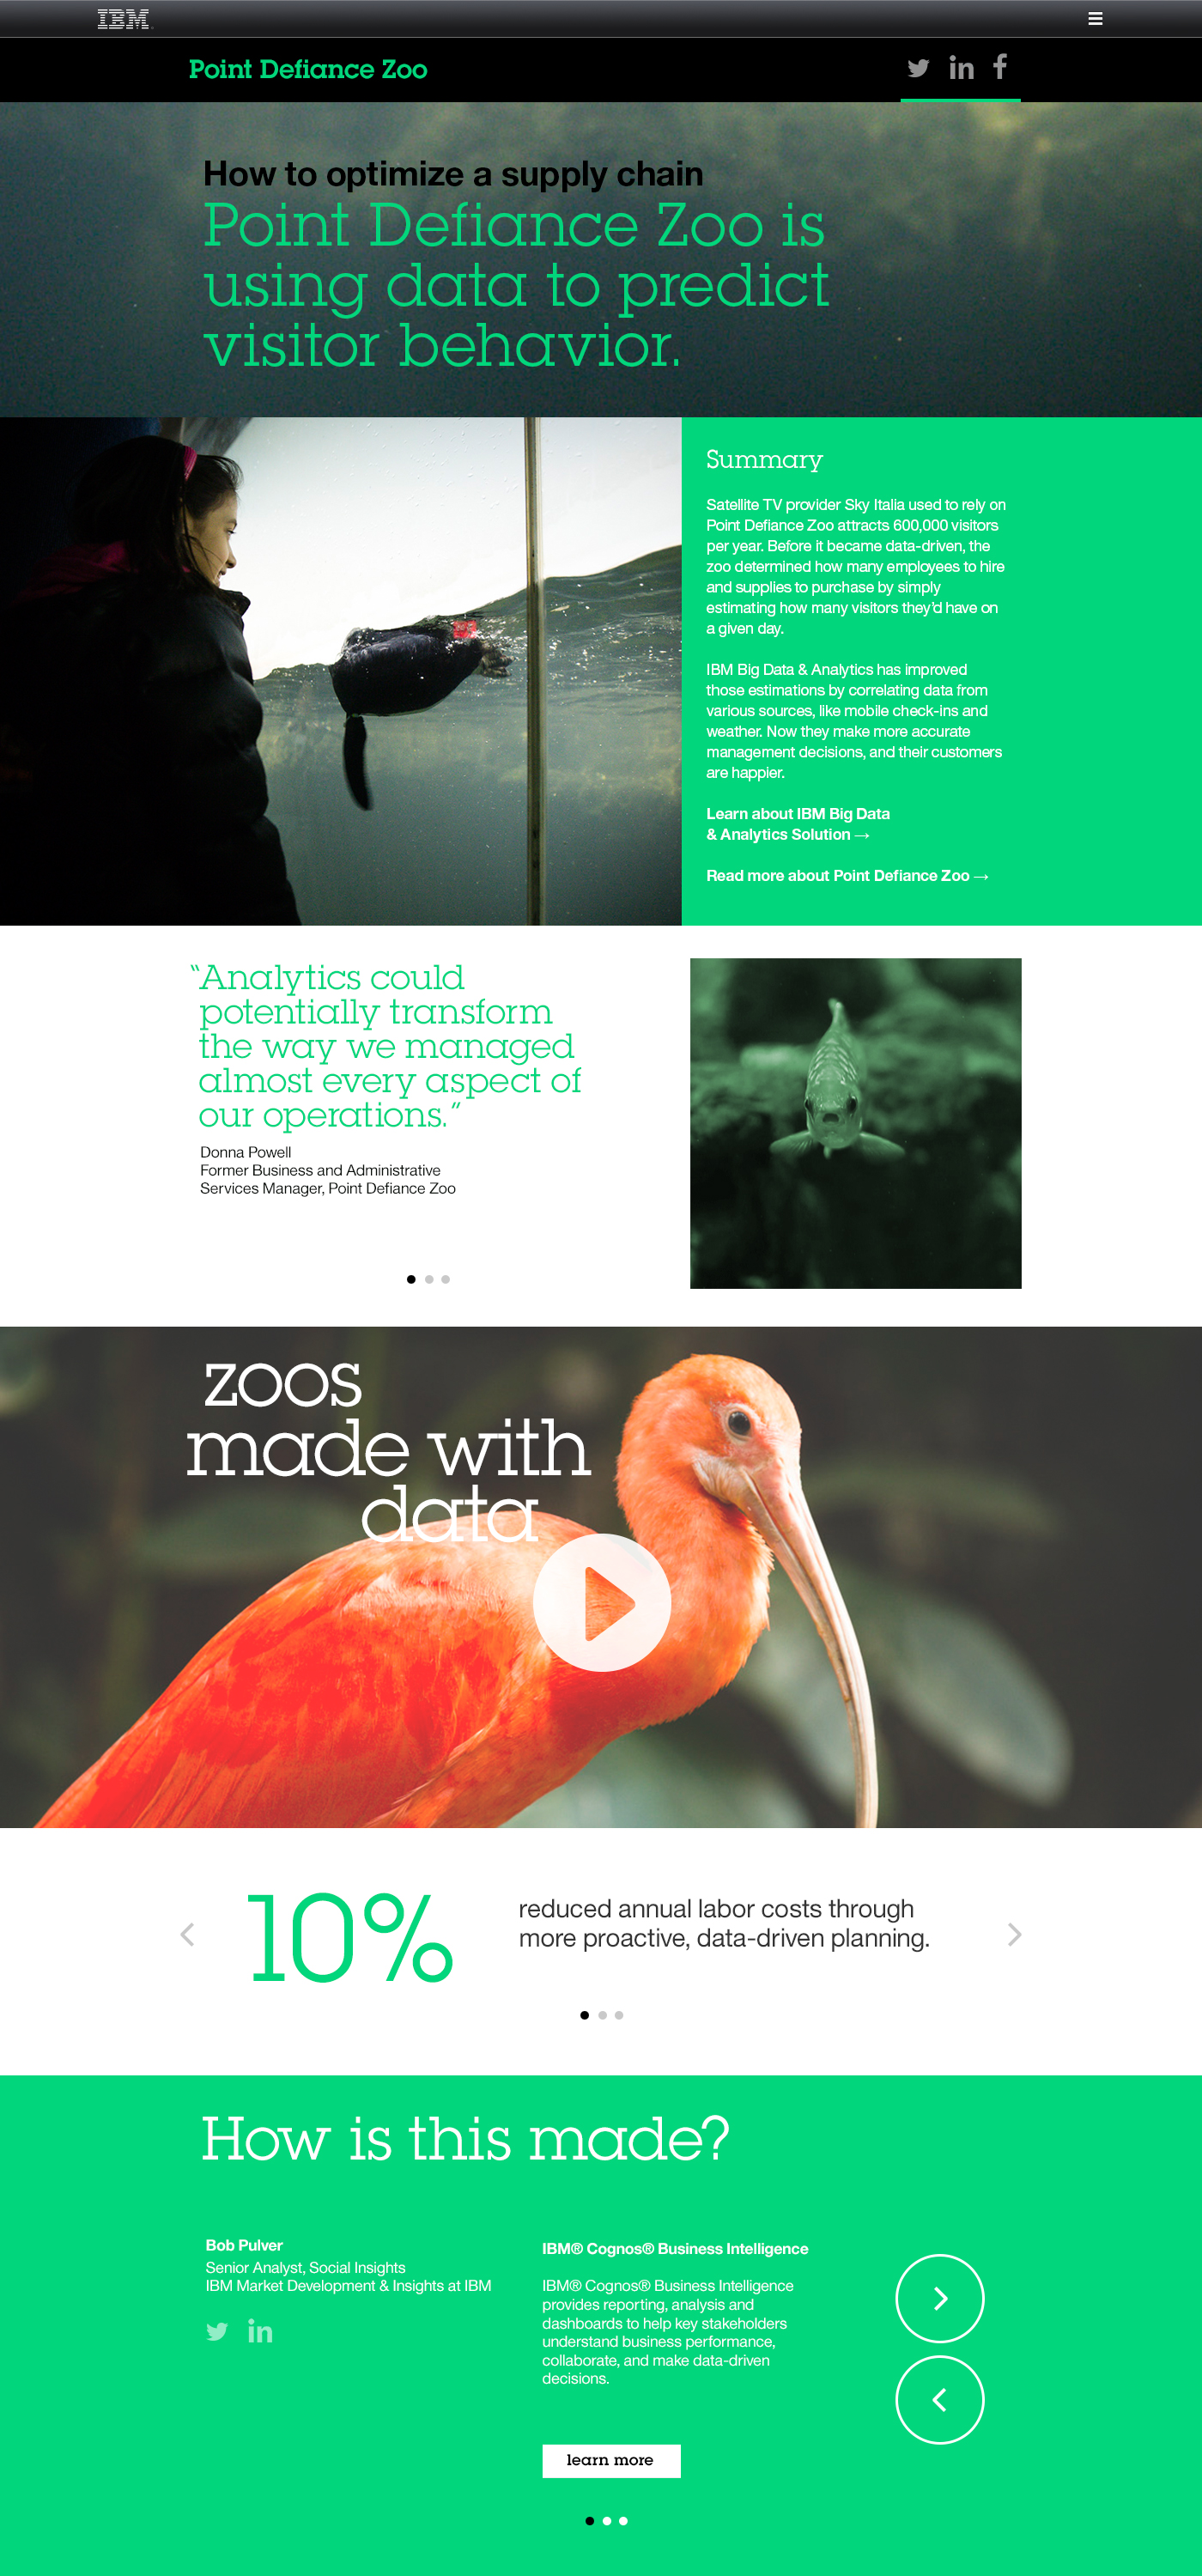 IBM
Point Defiance Zoo
How to optimize a supply chain
Point Defiance Zoo is
using data to predict
visitor behavior.
Summary
Satellite TV provider Sky Italia used to rely on
Point Defiance Zoo attracts 600,000 visitors
per year. Before it became data-driven, the
zoo determined how many employees to hire
and supplies to purchase by simply
estimating how many visitors they’d have on
a given day.
IBM Big Data & Analytics has improved
those estimations by correlating data from
various sources, like mobile check-ins and
weather. Now they make more accurate
management decisions, and their customers
are happier.
Learn about IBM Big Data
& Analytics Solution →
Read more about Point Defiance Zoo →
“Analytics could
potentially transform
the way we managed
almost every aspect of
our operations.”
Donna Powell
Former Business and Administrative
Services Manager, Point Defiance Zoo
zoos
made with
data
10%
reduced annual labor costs through
more proactive, data-driven planning.
How is this made?
Bob Pulver
Senior Analyst, Social Insights
IBM Market Development & Insights at IBM
IBM® Cognos® Business Intelligence
IBM® Cognos® Business Intelligence
provides reporting, analysis and
dashboards to help key stakeholders
understand business performance,
collaborate, and make data-driven
decisions.
learn more